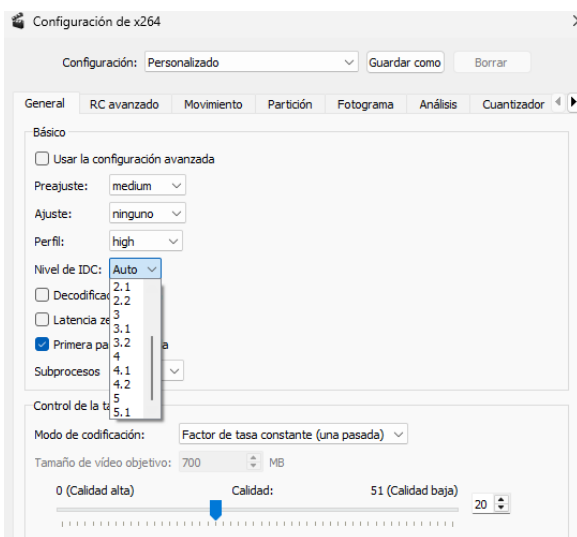 Configuración de x264
Configuración: Personalizado Guardar como Borrar
General RC avanzado Movimiento Partición Fotograma Análisis Cuantizador
Básico
Usar la configuración avanzada
Preajuste: medium
Ajuste: ninguno
Perfil: high
Nivel de IDC: Auto
2.1
2.2
3
3.1
3.2
4
4.1
4.2
5
5.1
Latencia
Primera
Subprocesos
Control de la
Modo de codificación: Factor de tasa constante (una pasada)
Tamaño de vídeo objetivo: 700 MB
0 (Calidad alta) Calidad: 51 (Calidad baja) 20